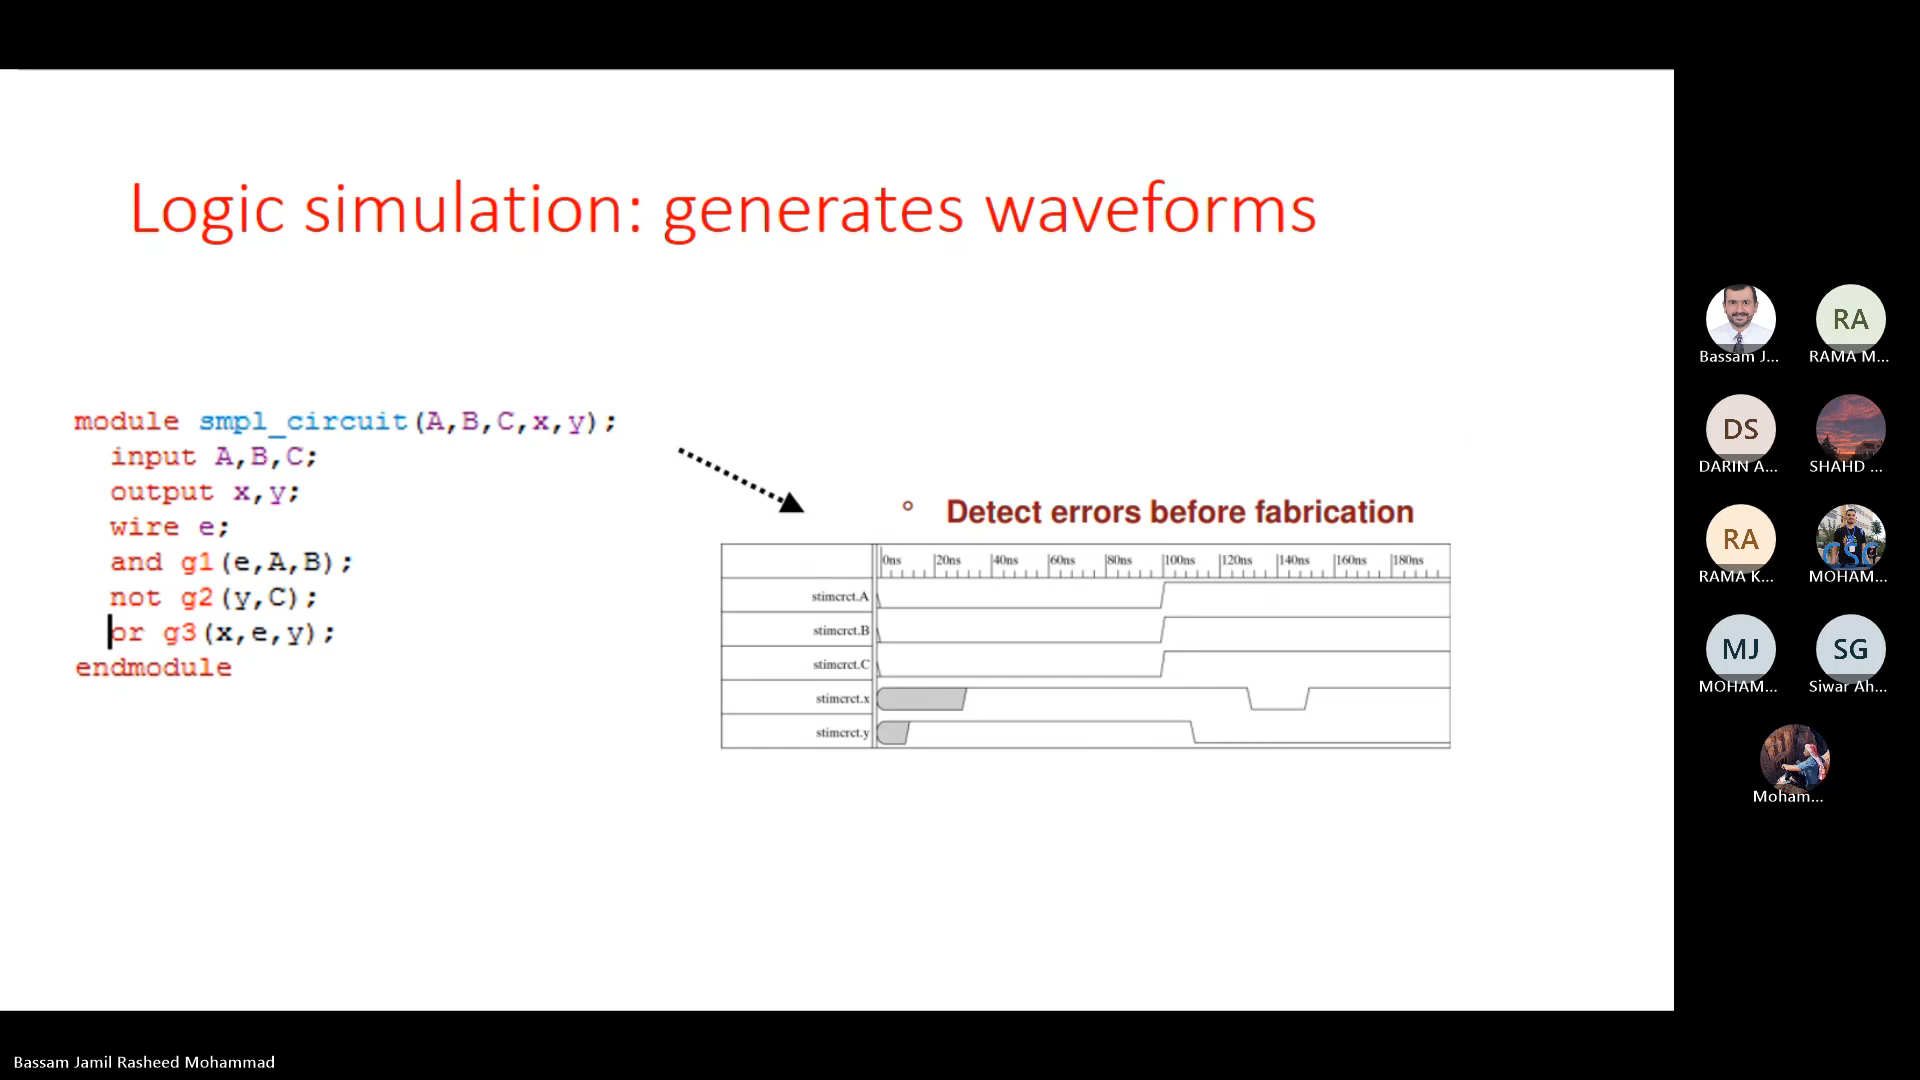 Logic simulation: generates waveforms
module smpl_circuit(A,B,C,x,y);
input A,B,C;
output x,y;
wire e;
and g1(e,A,B);
not g2(y,C);
or g3(x,e,y);
endmodule
° Detect errors before fabrication
0ns 20ns 40ns 60ns 80ns 100ns 120ns 140ns 160ns 180ns
stimcrct.A
stimcrct.B
stimcrct.C
stimcrct.x
stimcrct.y
RA
Bassam J... RAMA M...
DS
DARIN A... SHAHD ...
RA CSC
RAMA K... MOHAM...
MJ SG
MOHAM... Siwar Ah...
Moham...
Bassam Jamil Rasheed Mohammad